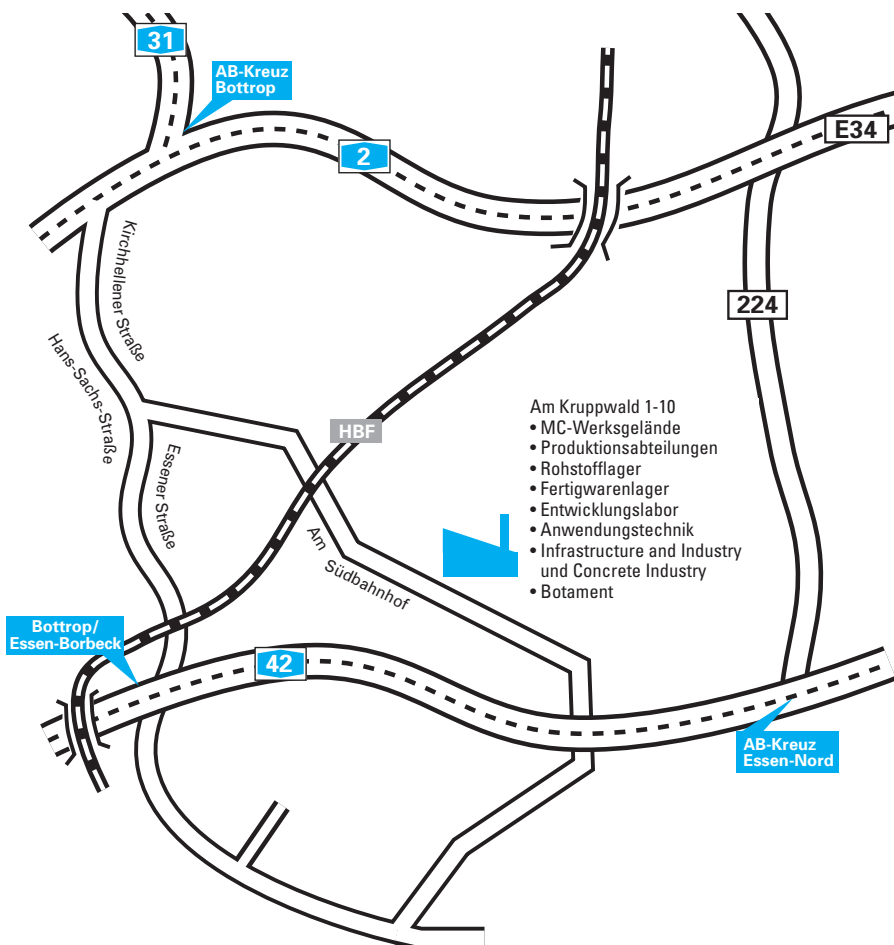 31
AB-Kreuz
Bottrop
2
E34
Kirchhellener Straße
224
Hans-Sachs-Straße
HBF
Am Kruppwald 1-10
• MC-Werksgelände
• Produktionsabteilungen
• Rohstofflager
• Fertigwarenlager
• Entwicklungslabor
• Anwendungstechnik
• Infrastructure and Industry
und Concrete Industry
• Botament
Essener Straße
Am
Südbahnhof
Bottrop/
Essen-Borbeck
42
AB-Kreuz
Essen-Nord